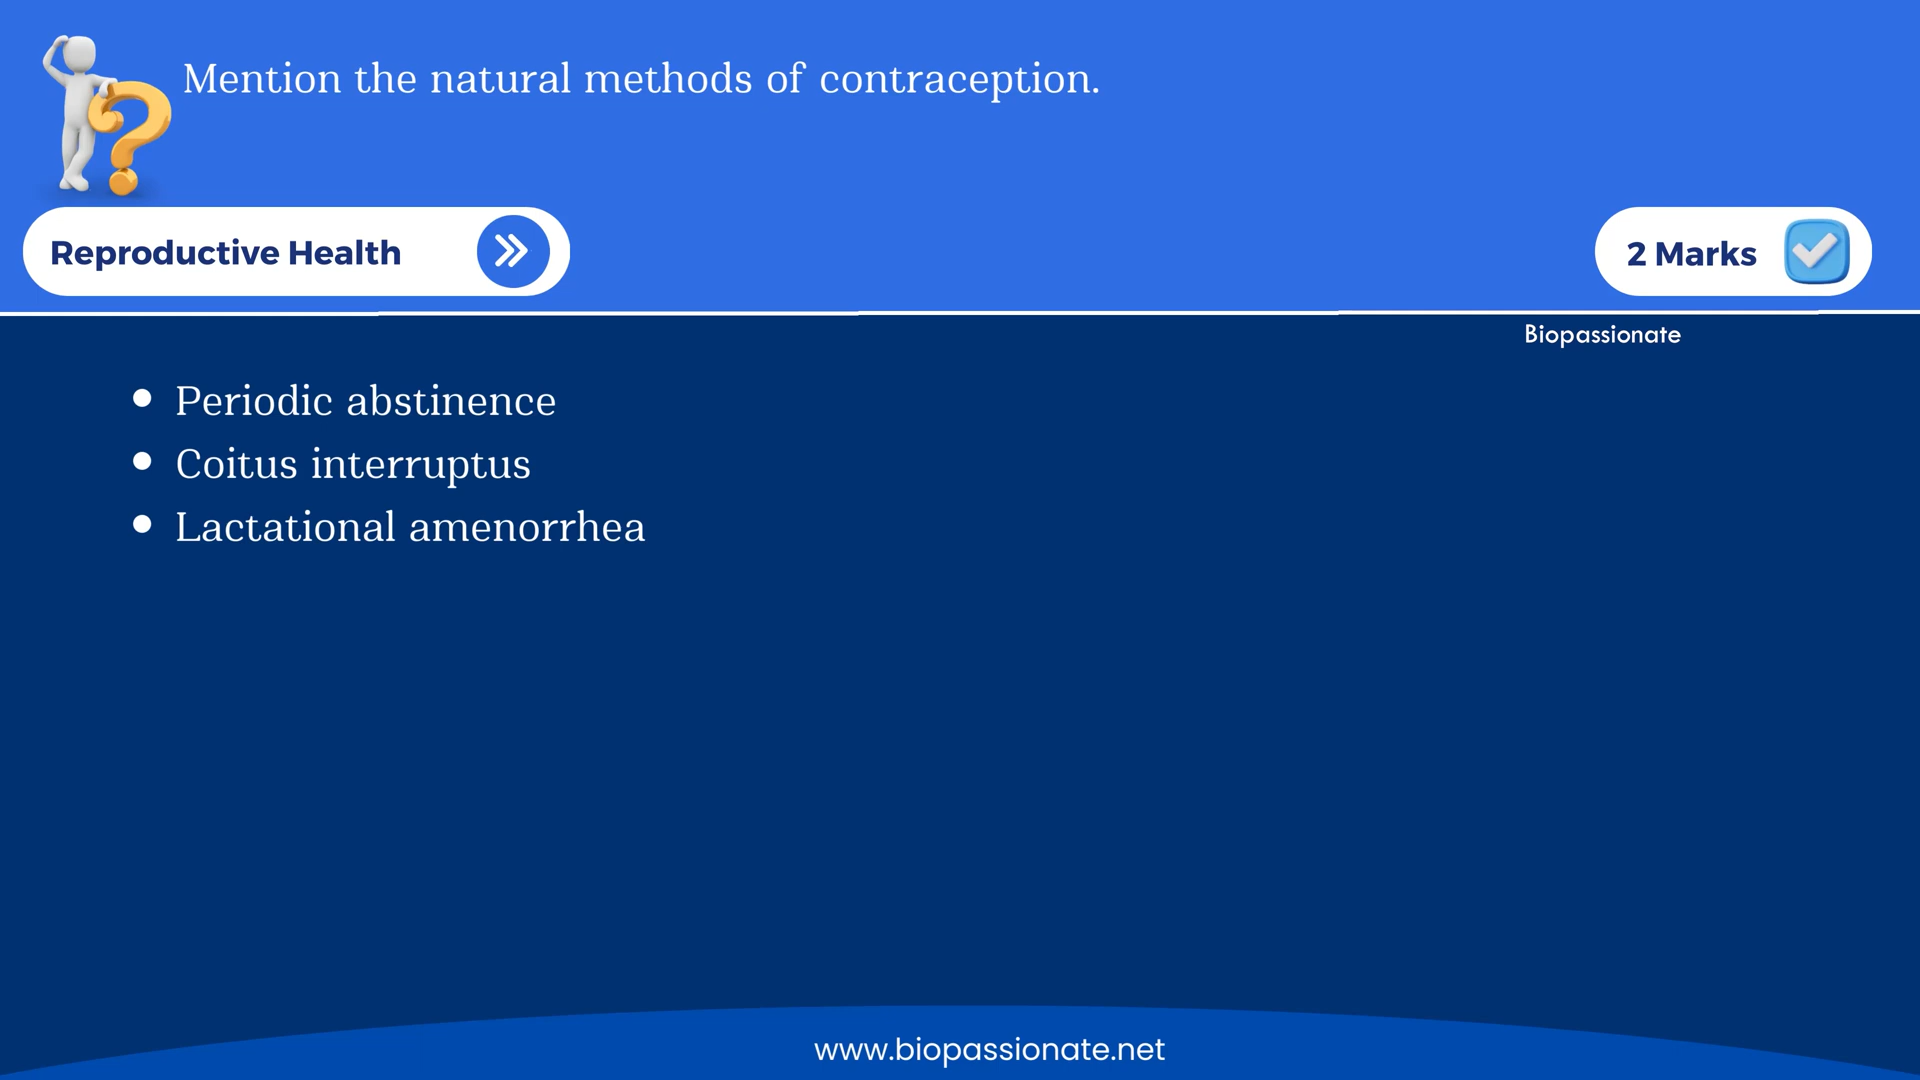 Mention the natural methods of contraception.
Reproductive Health
2 Marks
Biopassionate
Periodic abstinence
Coitus interruptus
Lactational amenorrhea
www.biopassionate.net